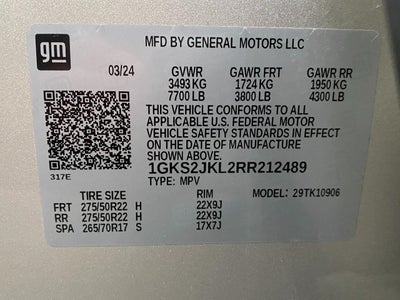 gm
MFD BY GENERAL MOTORS LLC
03/24 GVWR GAWR FRT GAWR RR
3493 KG 1724 KG 1950 KG
7700 LB 3800 LB 4300 LB
THIS VEHICLE CONFORMS TO ALL
APPLICABLE U.S. FEDERAL MOTOR
VEHICLE SAFETY STANDARDS IN EFFECT
ON THE DATE OF MANUFACTURE
SHOWN ABOVE.
317E
1GKS2JKL2RR212489
TYPE: MPV
TIRE SIZE RIM MODEL: 29TK10906
FRT 275/50R22 H 22X9J
RR 275/50R22 H 22X9J
SPA 265/70R17 S 17X7J